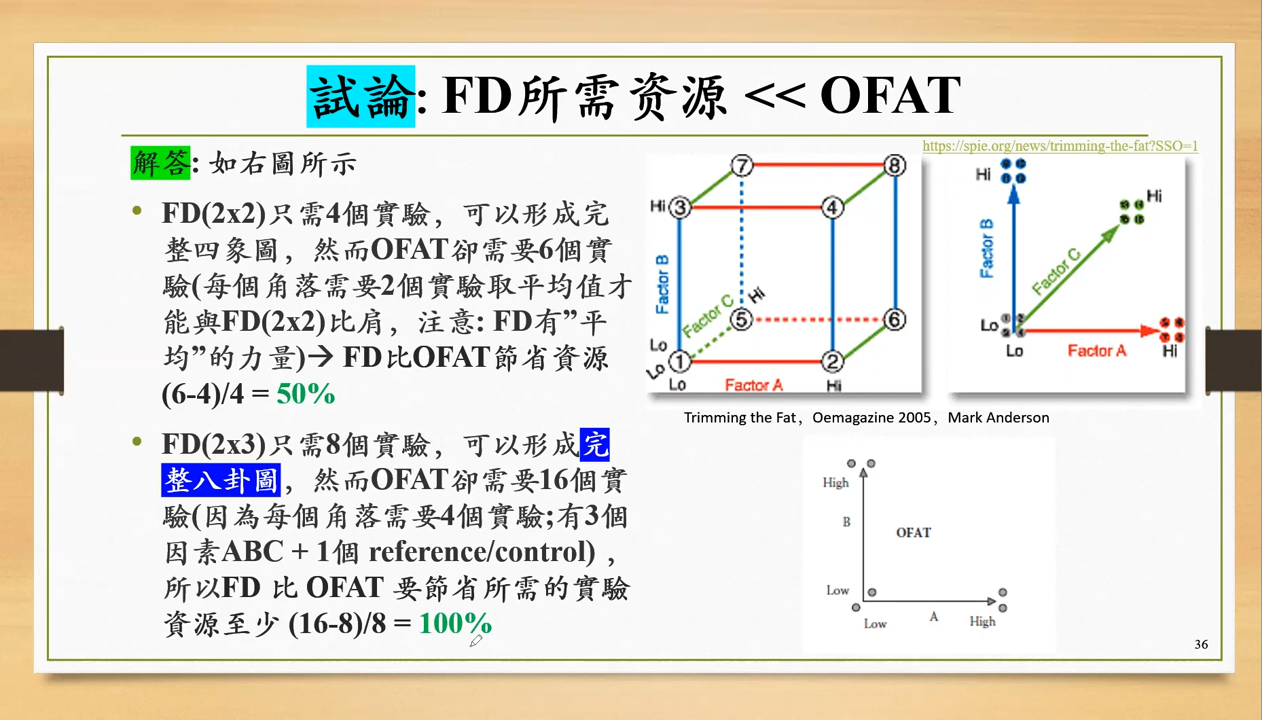 試論: FD所需资源 << OFAT
https://spie.org/news/trimming-the-fat?SSO=1
解答: 如右圖所示
• FD(2x2)只需4個實驗，可以形成完
整四象圖，然而OFAT卻需要6個實
驗(每個角落需要2個實驗取平均值才
能與FD(2x2)比肩，注意: FD有”平
均”的力量)→ FD比OFAT節省資源
(6-4)/4 = 50%
• FD(2x3)只需8個實驗，可以形成完
整八卦圖，然而OFAT卻需要16個實
驗(因為每個角落需要4個實驗;有3個
因素ABC + 1個 reference/control)，
所以FD 比 OFAT 要節省所需的實驗
資源至少 (16-8)/8 = 100%
7 8
Hi 3 4
Factor B
Factor C
Hi
5 6
Lo
1 2
Lo
Lo Factor A Hi
Hi
Factor B
Hi
Factor C
Lo
Lo Factor A Hi
Trimming the Fat，Oemagazine 2005，Mark Anderson
High
B
OFAT
Low
Low A High
36